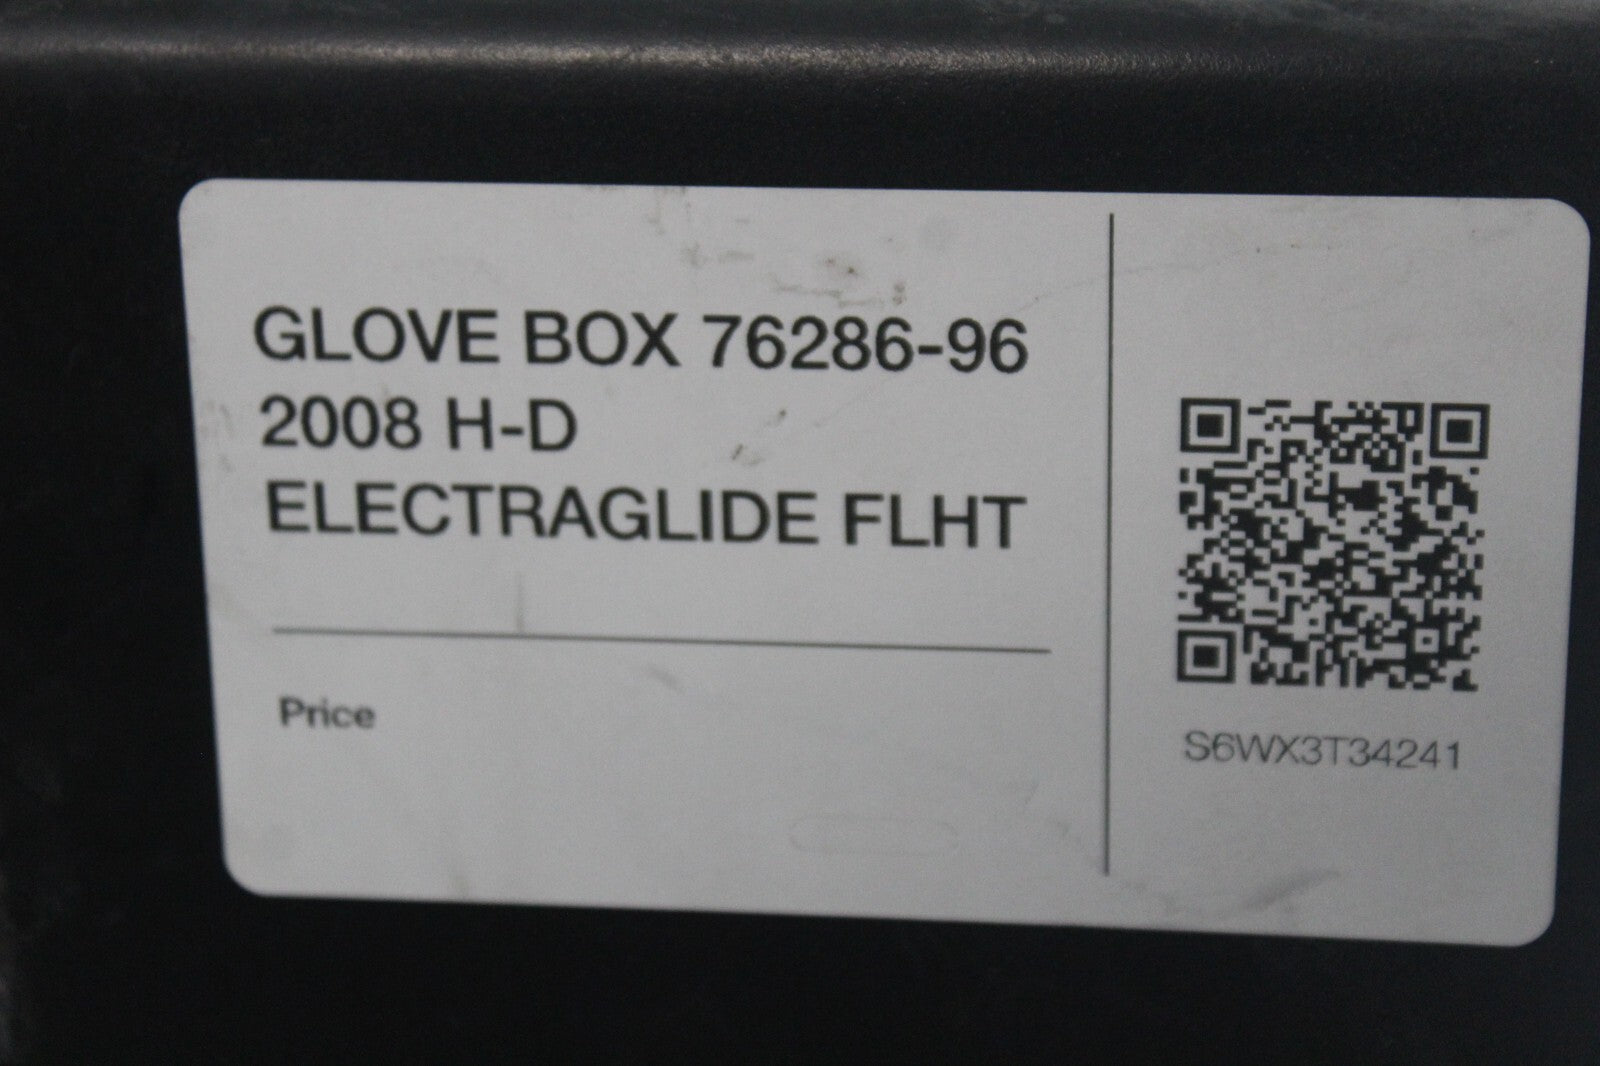 GLOVE BOX 76286-96
2008 H-D
ELECTRAGLIDE FLHT
Price
S6WX3T34241